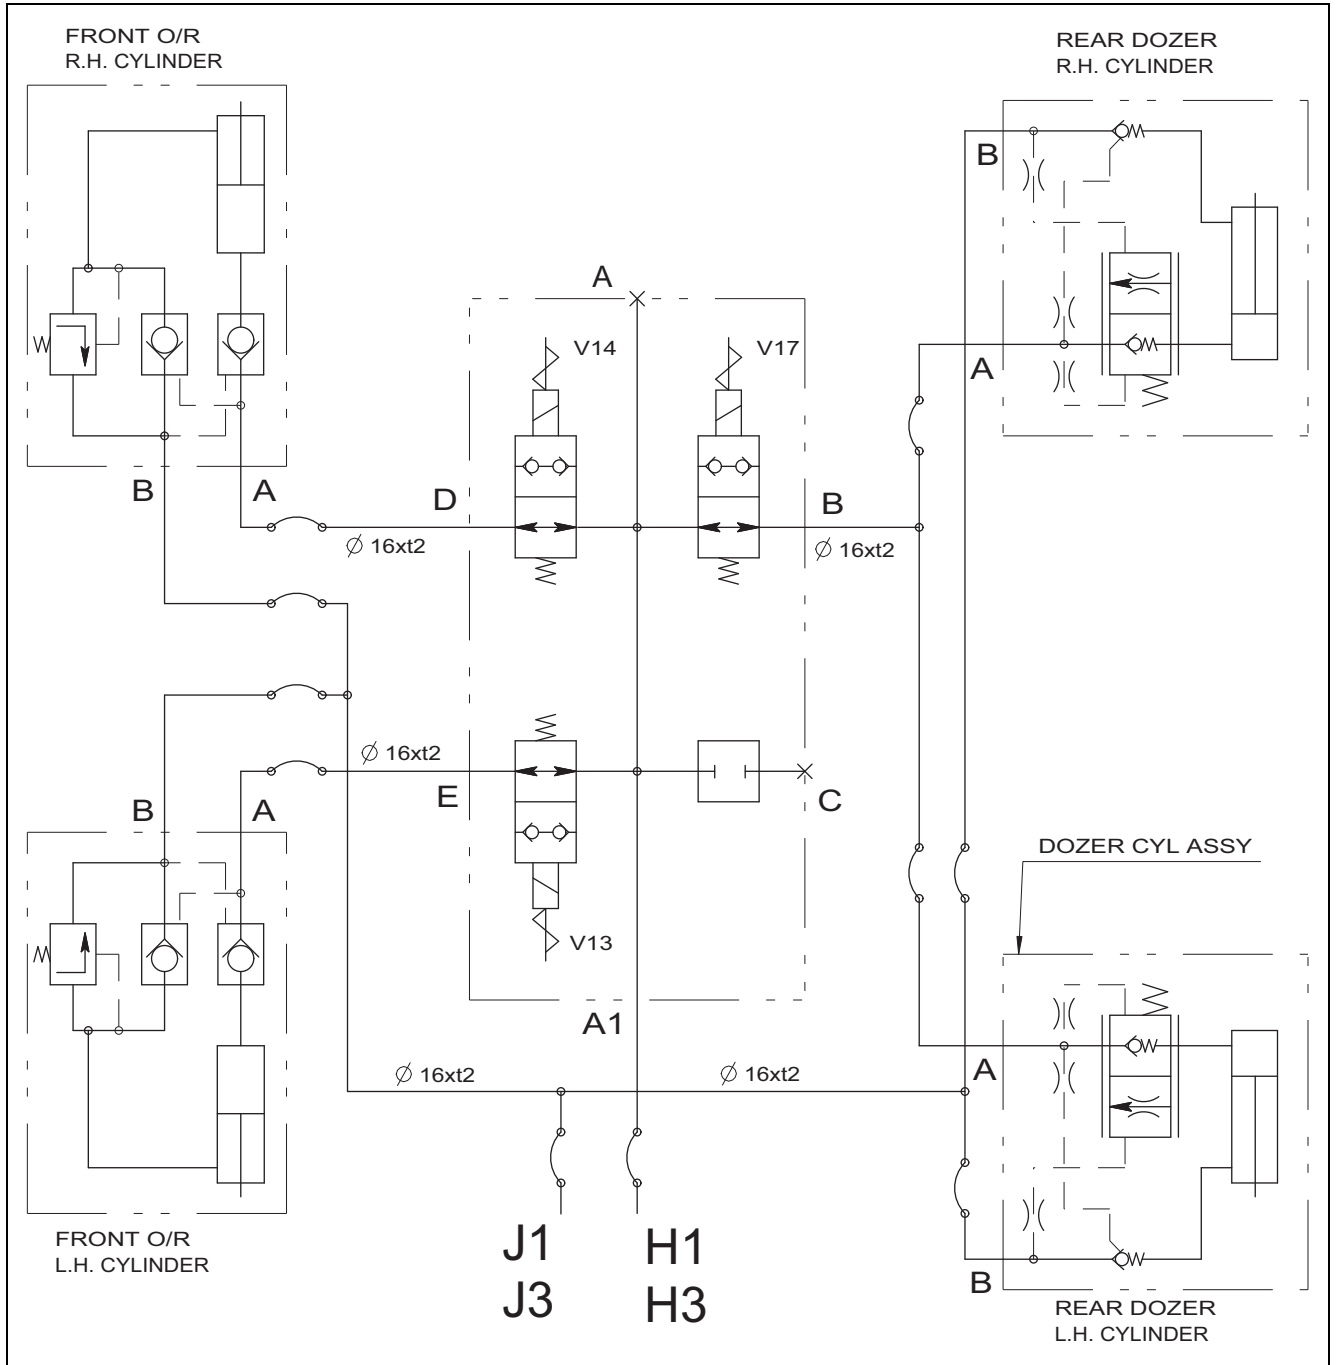 FRONT O/R
R.H. CYLINDER
REAR DOZER
R.H. CYLINDER
B
A
V14
V17
A
B
A
D
B
∅ 16xt2
∅ 16xt2
∅ 16xt2
B
A
E
C
DOZER CYL ASSY
V13
A1
∅ 16xt2
∅ 16xt2
A
FRONT O/R
L.H. CYLINDER
J1
H1
J3
H3
B
REAR DOZER
L.H. CYLINDER